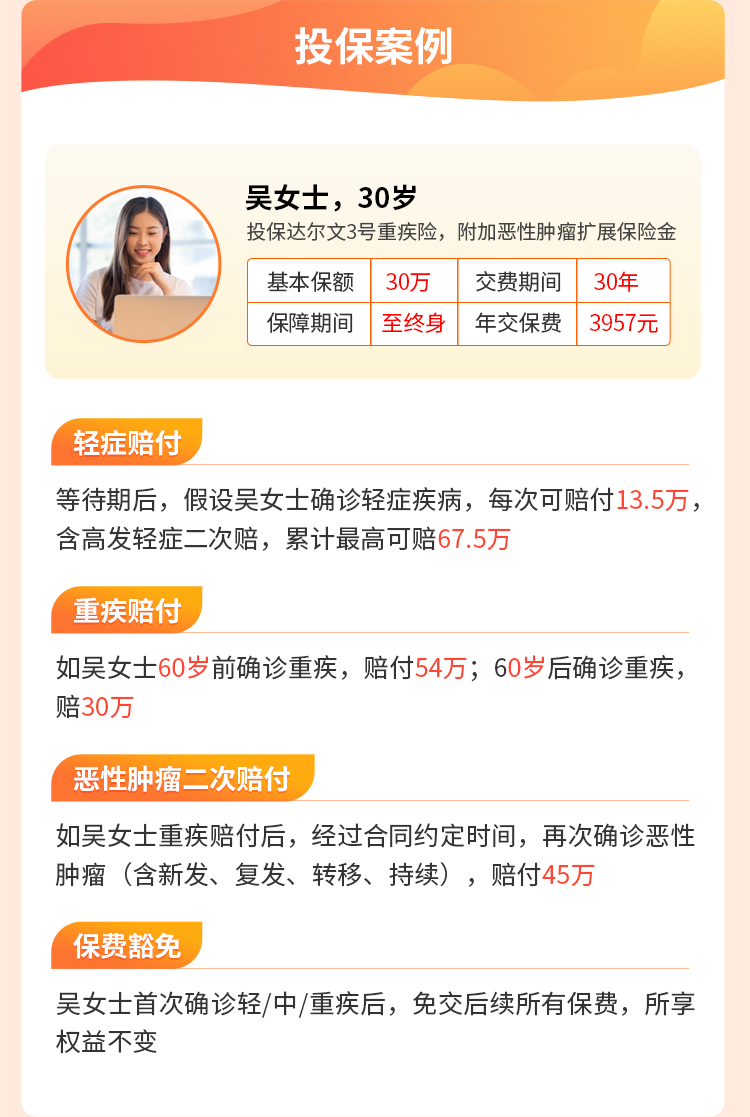 投保案例
吴女士，30岁
投保达尔文3号重疾险，附加恶性肿瘤扩展保险金
基本保额 30万 交费期间 30年
保障期间 至终身 年交保费 3957元
轻症赔付
等待期后，假设吴女士确诊轻症疾病，每次可赔付13.5万，
含高发轻症二次赔，累计最高可赔67.5万
重疾赔付
如吴女士60岁前确诊重疾，赔付54万；60岁后确诊重疾，
赔30万
恶性肿瘤二次赔付
如吴女士重疾赔付后，经过合同约定时间，再次确诊恶性
肿瘤（含新发、复发、转移、持续），赔付45万
保费豁免
吴女士首次确诊轻/中/重疾后，免交后续所有保费，所享
权益不变